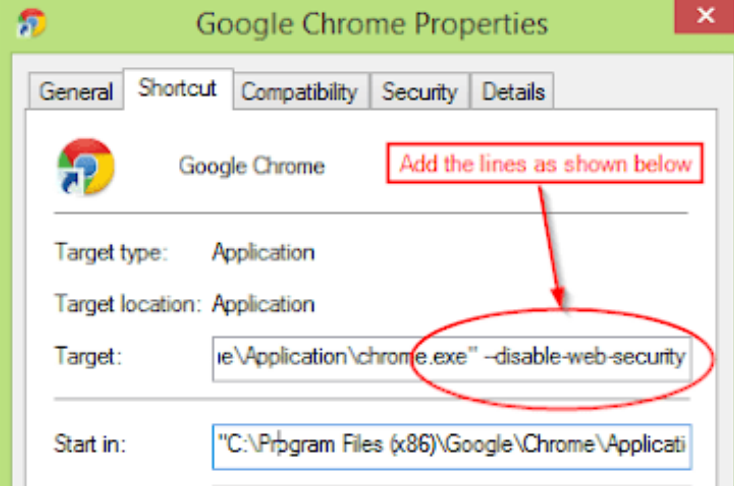 Google Chrome Properties
General Shortcut Compatibility Security Details
Google Chrome
Add the lines as shown below
Target type: Application
Target location: Application
Target: ıe\Application\chrome.exe" --disable-web-security
Start in: "C:\Program Files (x86)\Google\Chrome\Applicati